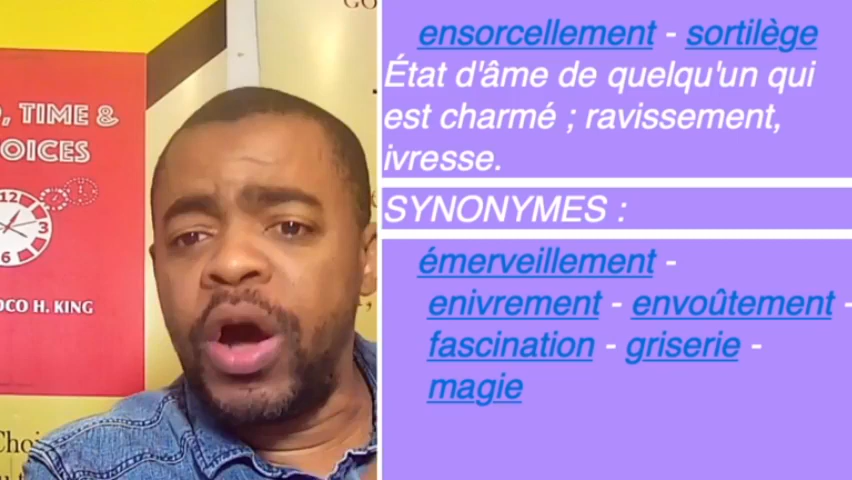 , TIME &
OICES
12
3
6
OCO H. KING
Choi
ensorcellement - sortilège
État d'âme de quelqu'un qui
est charmé ; ravissement,
ivresse.
SYNONYMES :
émerveillement -
enivrement - envoûtement -
fascination - griserie -
magie